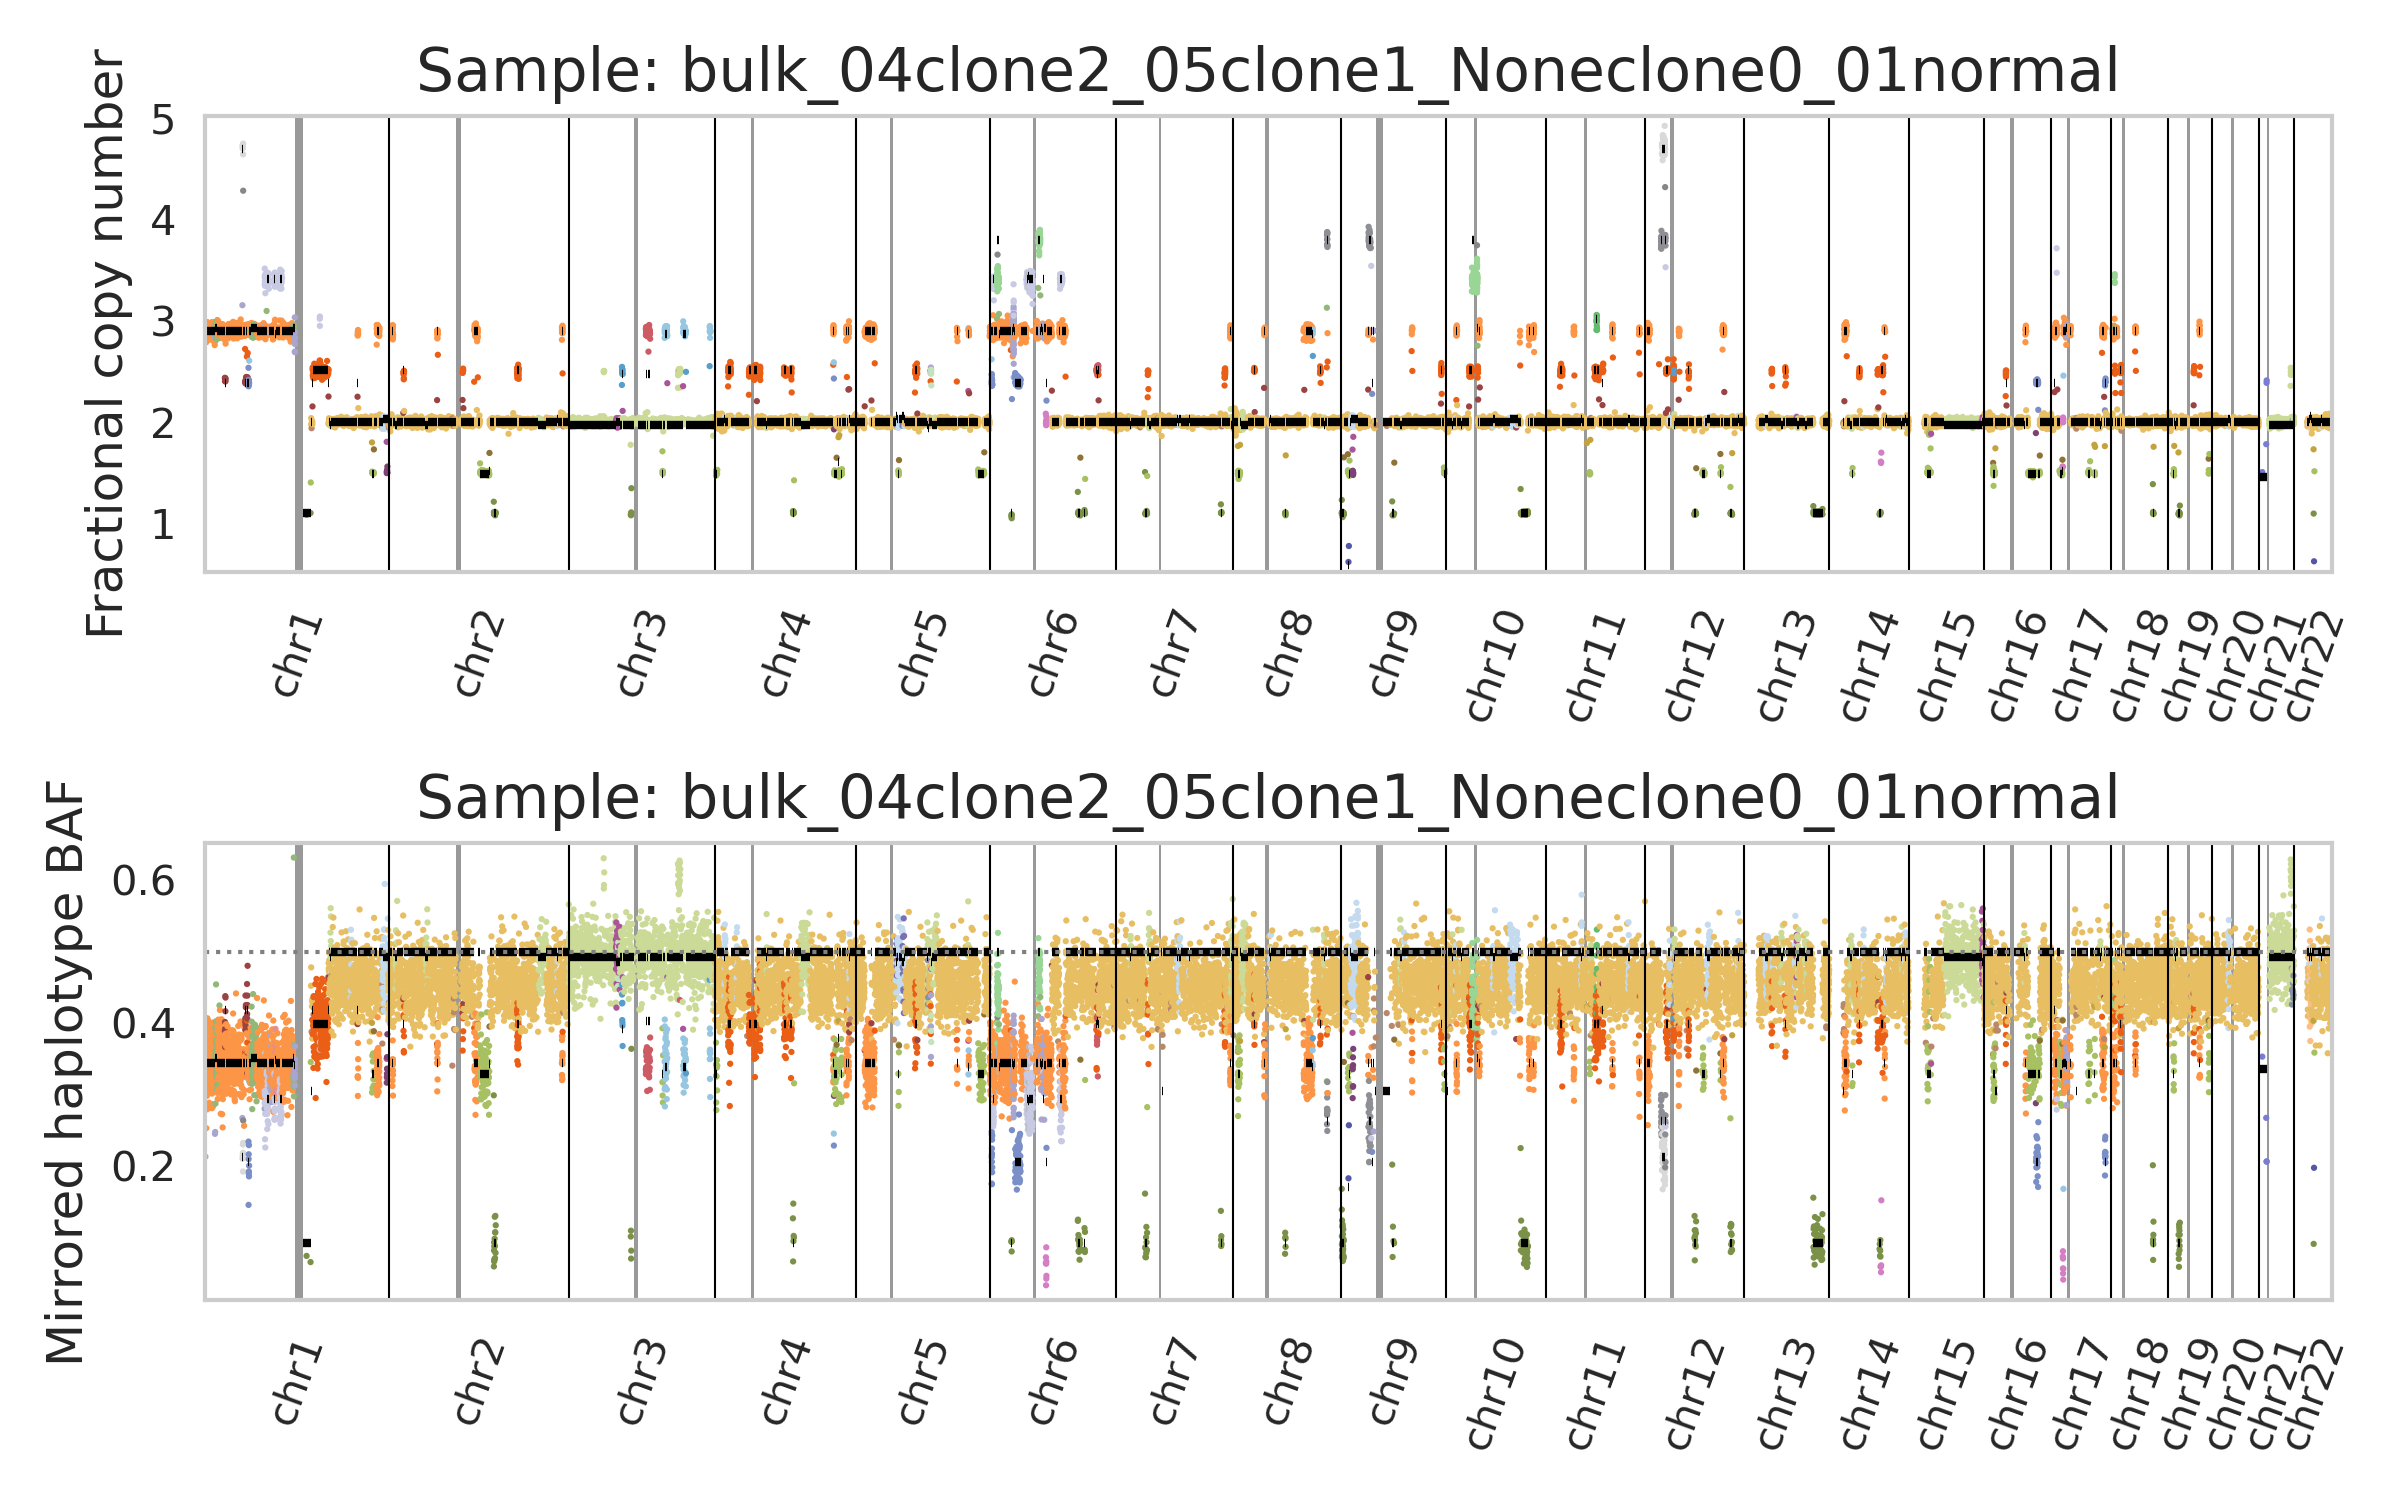 Sample: bulk_04clone2_05clone1_Noneclone0_01normal
Fractional copy number
5
4
3
2
1
chr1 chr2 chr3 chr4 chr5 chr6 chr7 chr8 chr9 chr10 chr11 chr12 chr13 chr14 chr15 chr16 chr17 chr18 chr19 chr20 chr21 chr22
Sample: bulk_04clone2_05clone1_Noneclone0_01normal
Mirrored haplotype BAF
0.6
0.4
0.2
chr1 chr2 chr3 chr4 chr5 chr6 chr7 chr8 chr9 chr10 chr11 chr12 chr13 chr14 chr15 chr16 chr17 chr18 chr19 chr20 chr21 chr22